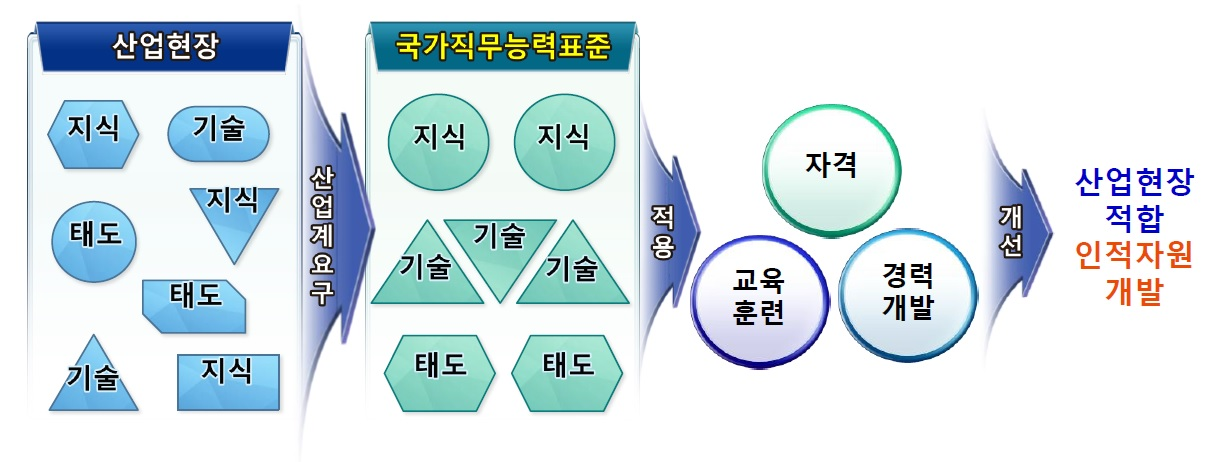 산업현장
지식
기술
지식
태도
태도
기술
지식
산업계요구
국가직무능력표준
지식
지식
기술
기술
기술
태도
태도
적용
자격
교육
훈련
경력
개발
개선
산업현장
적합
인적자원
개발